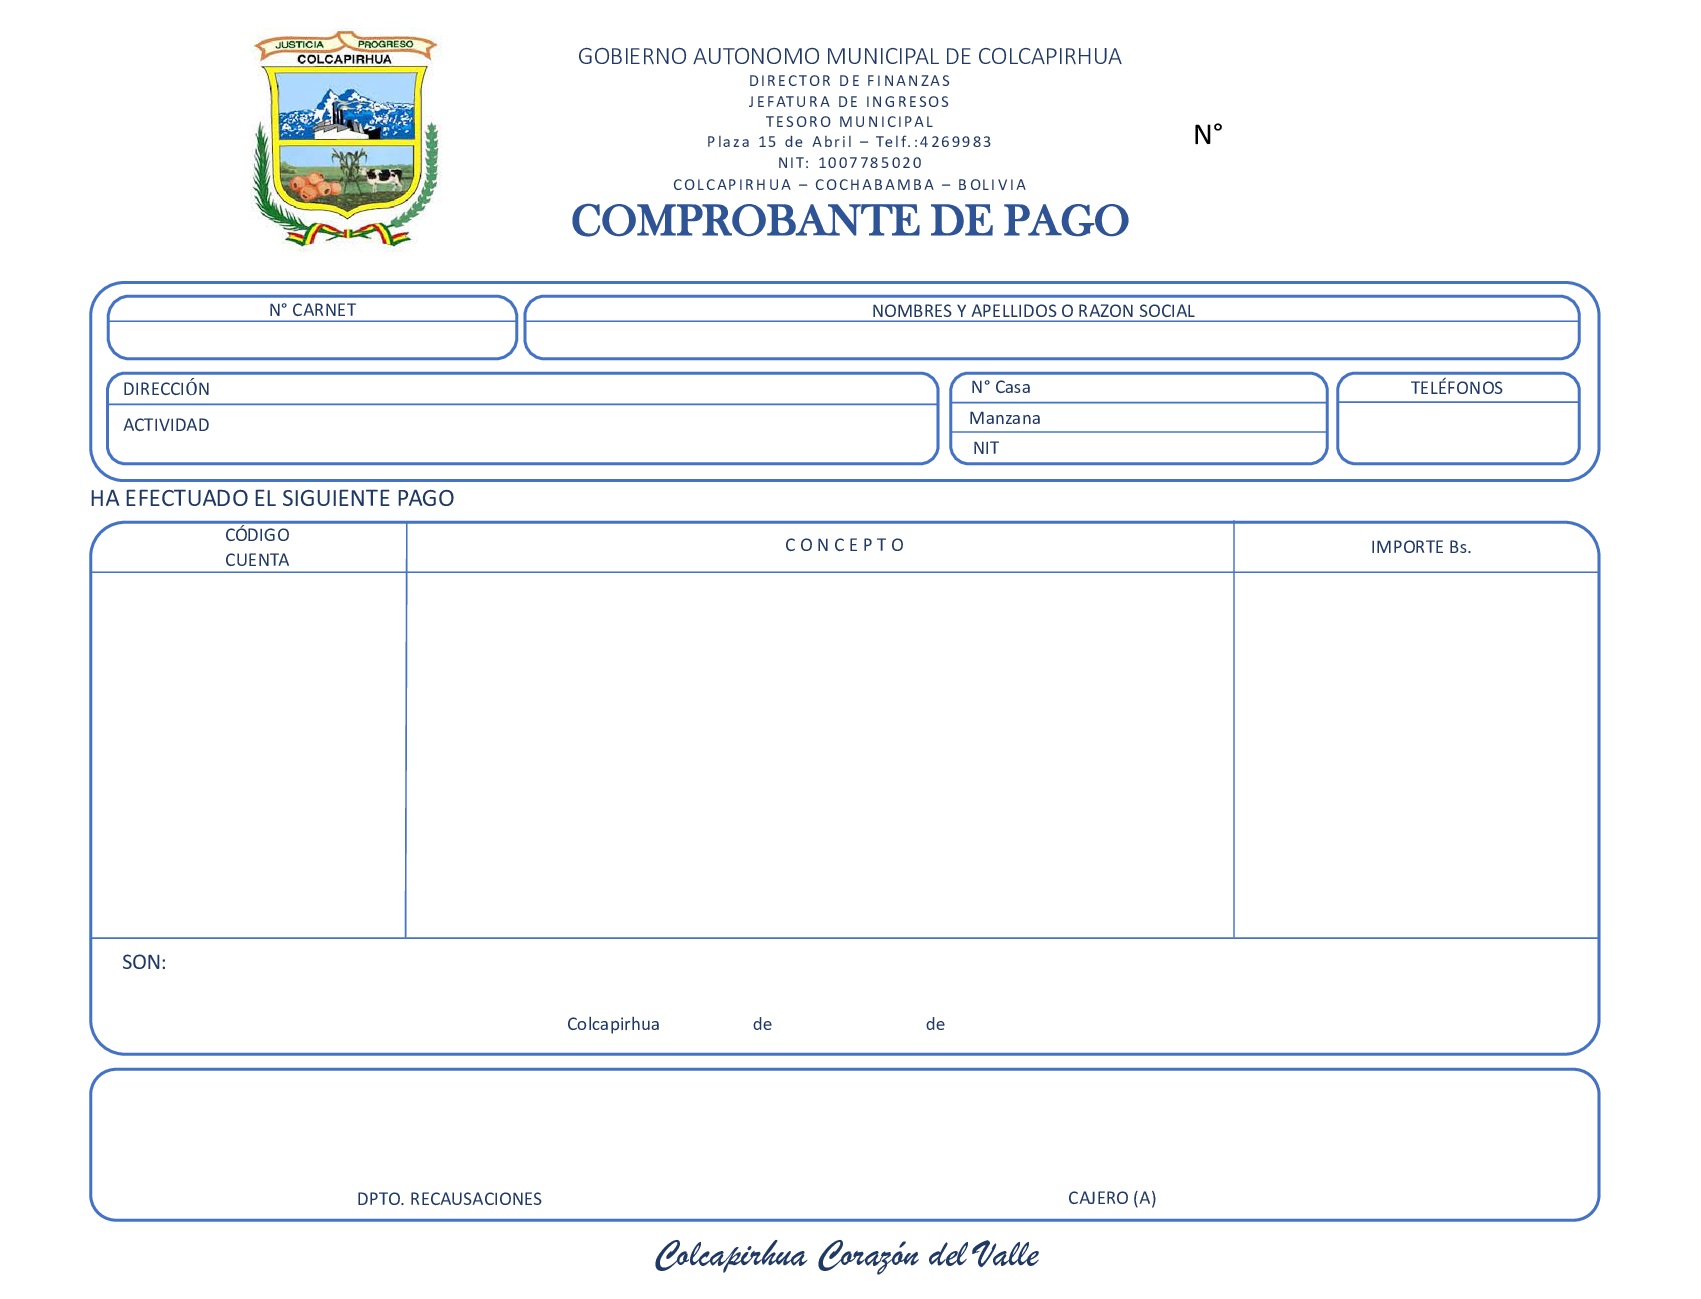 JUSTICIA PROGRESO
COLCAPIRHUA
GOBIERNO AUTONOMO MUNICIPAL DE COLCAPIRHUA
DIRECTOR DE FINANZAS
JEFATURA DE INGRESOS
TESORO MUNICIPAL
Plaza 15 de Abril – Telf.:4269983
NIT: 1007785020
COLCAPIRHUA – COCHABAMBA – BOLIVIA
N°
COMPROBANTE DE PAGO
N° CARNET
NOMBRES Y APELLIDOS O RAZON SOCIAL
DIRECCIÓN
ACTIVIDAD
N° Casa
Manzana
NIT
TELÉFONOS
HA EFECTUADO EL SIGUIENTE PAGO
CÓDIGO
CUENTA
CONCEPTO
IMPORTE Bs.
SON:
Colcapirhua de de
DPTO. RECAUSACIONES
CAJERO (A)
Colcapirhua Corazón del Valle